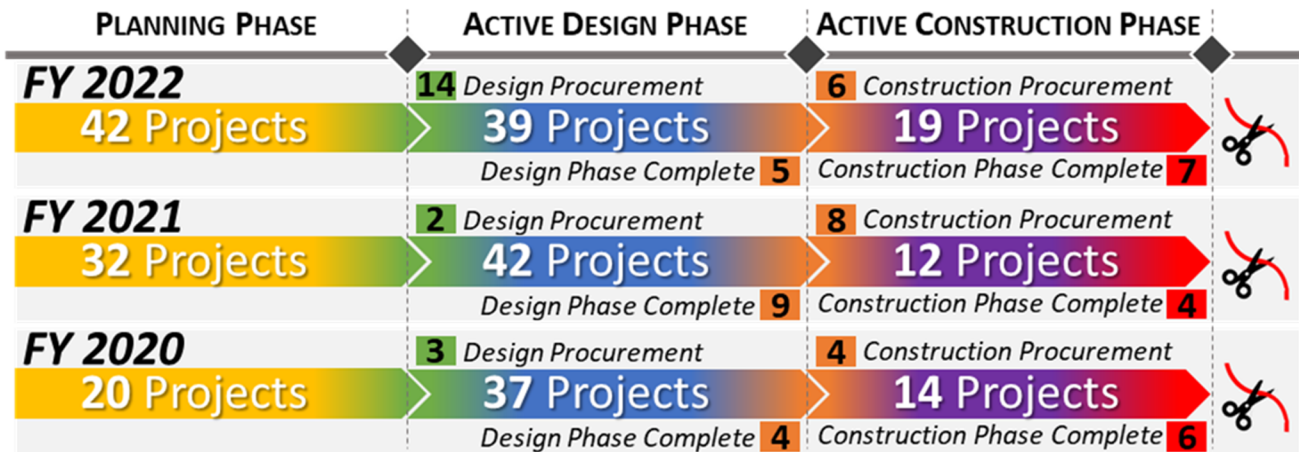 PLANNING PHASE ACTIVE DESIGN PHASE ACTIVE CONSTRUCTION PHASE
FY 2022 14 Design Procurement 6 Construction Procurement
42 Projects 39 Projects 19 Projects
Design Phase Complete 5 Construction Phase Complete 7
FY 2021 2 Design Procurement 8 Construction Procurement
32 Projects 42 Projects 12 Projects
Design Phase Complete 9 Construction Phase Complete 4
FY 2020 3 Design Procurement 4 Construction Procurement
20 Projects 37 Projects 14 Projects
Design Phase Complete 4 Construction Phase Complete 6